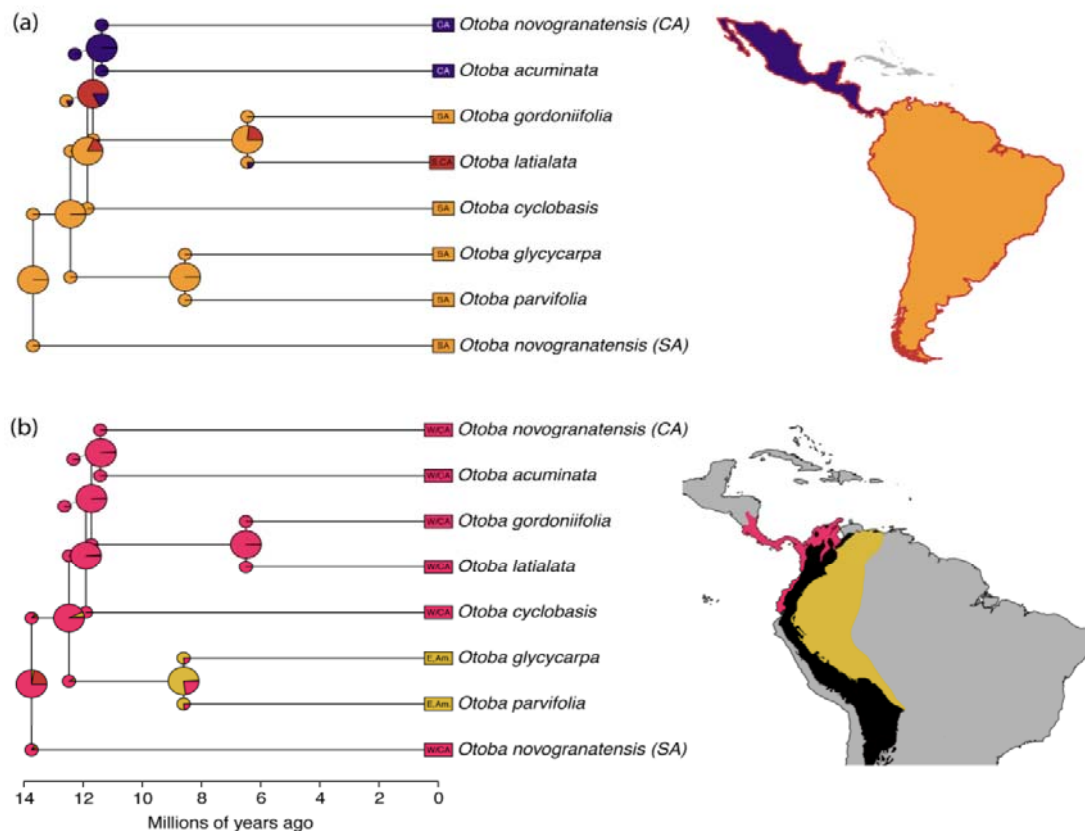 (a)
CA Otoba novogranatensis (CA)
CA Otoba acuminata
SA Otoba gordoniifolia
Otoba latialata
SA Otoba cyclobasis
SA Otoba glycycarpa
SA Otoba parvifolia
SA Otoba novogranatensis (SA)
(b)
W/CA Otoba novogranatensis (CA)
W/CA Otoba acuminata
W/CA Otoba gordoniifolia
W/CA Otoba latialata
W/CA Otoba cyclobasis
E.Am. Otoba glycycarpa
E.Am. Otoba parvifolia
W/CA Otoba novogranatensis (SA)
14 12 10 8 6 4 2 0
Millions of years ago